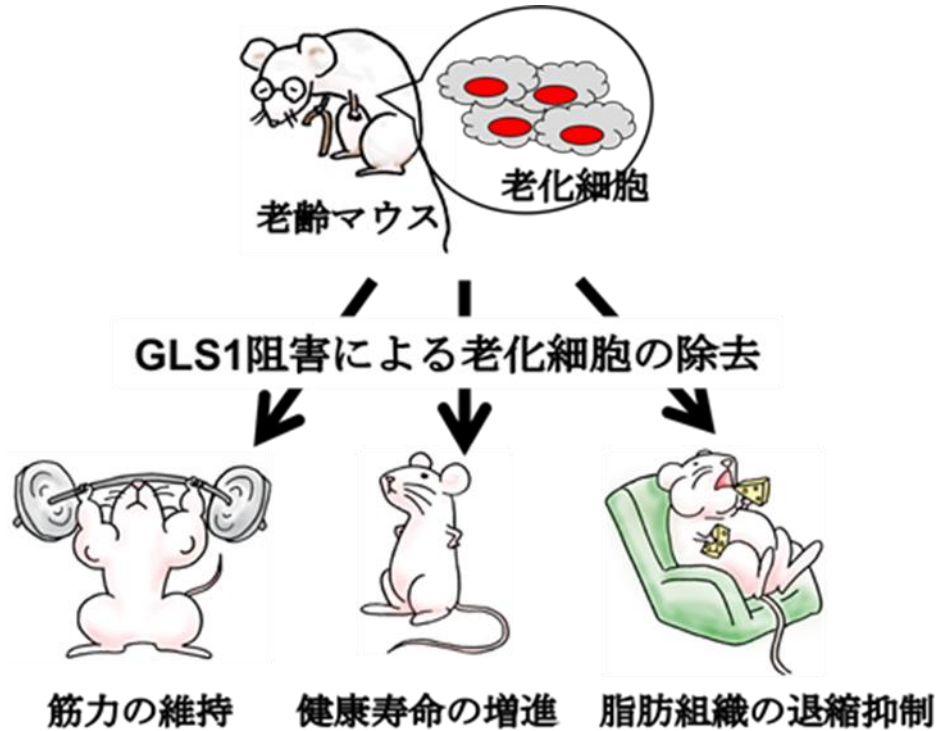 老化細胞
老齢マウス
GLS1阻害による老化細胞の除去
筋力の維持
健康寿命の増進
脂肪組織の退縮抑制